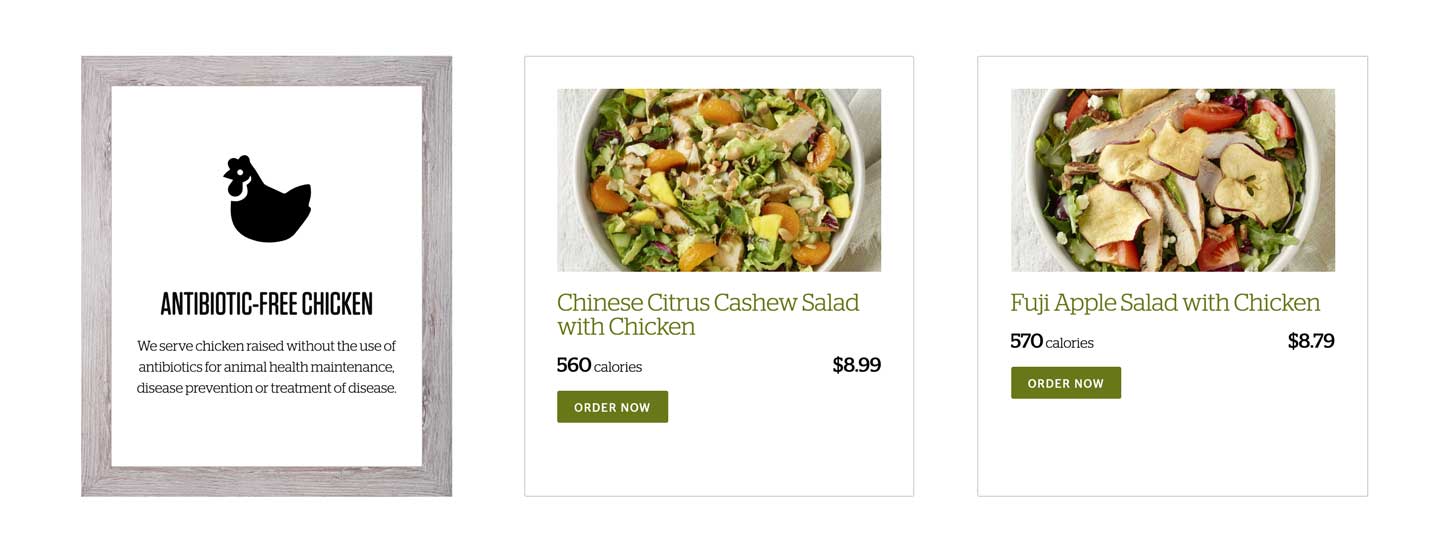 ANTIBIOTIC-FREE CHICKEN
We serve chicken raised without the use of
antibiotics for animal health maintenance,
disease prevention or treatment of disease.
Chinese Citrus Cashew Salad
with Chicken
560 calories $8.99
ORDER NOW
Fuji Apple Salad with Chicken
570 calories $8.79
ORDER NOW